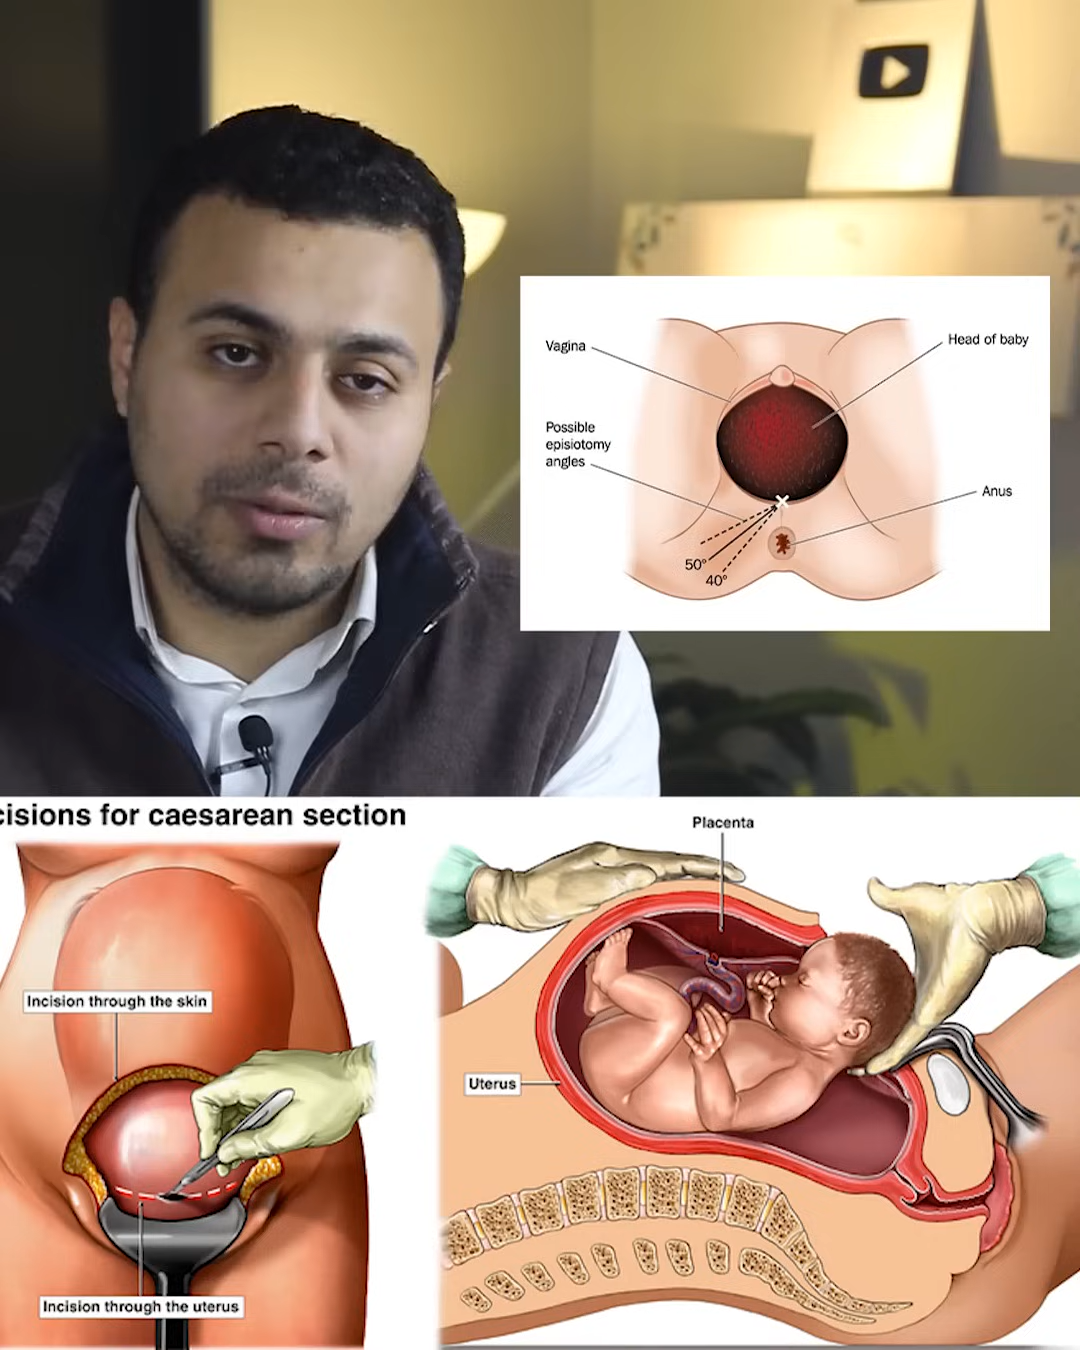 Vagina
Head of baby
Possible
episiotomy
angles
Anus
50°
40°
cisions for caesarean section
Placenta
Incision through the skin
Uterus
Incision through the uterus